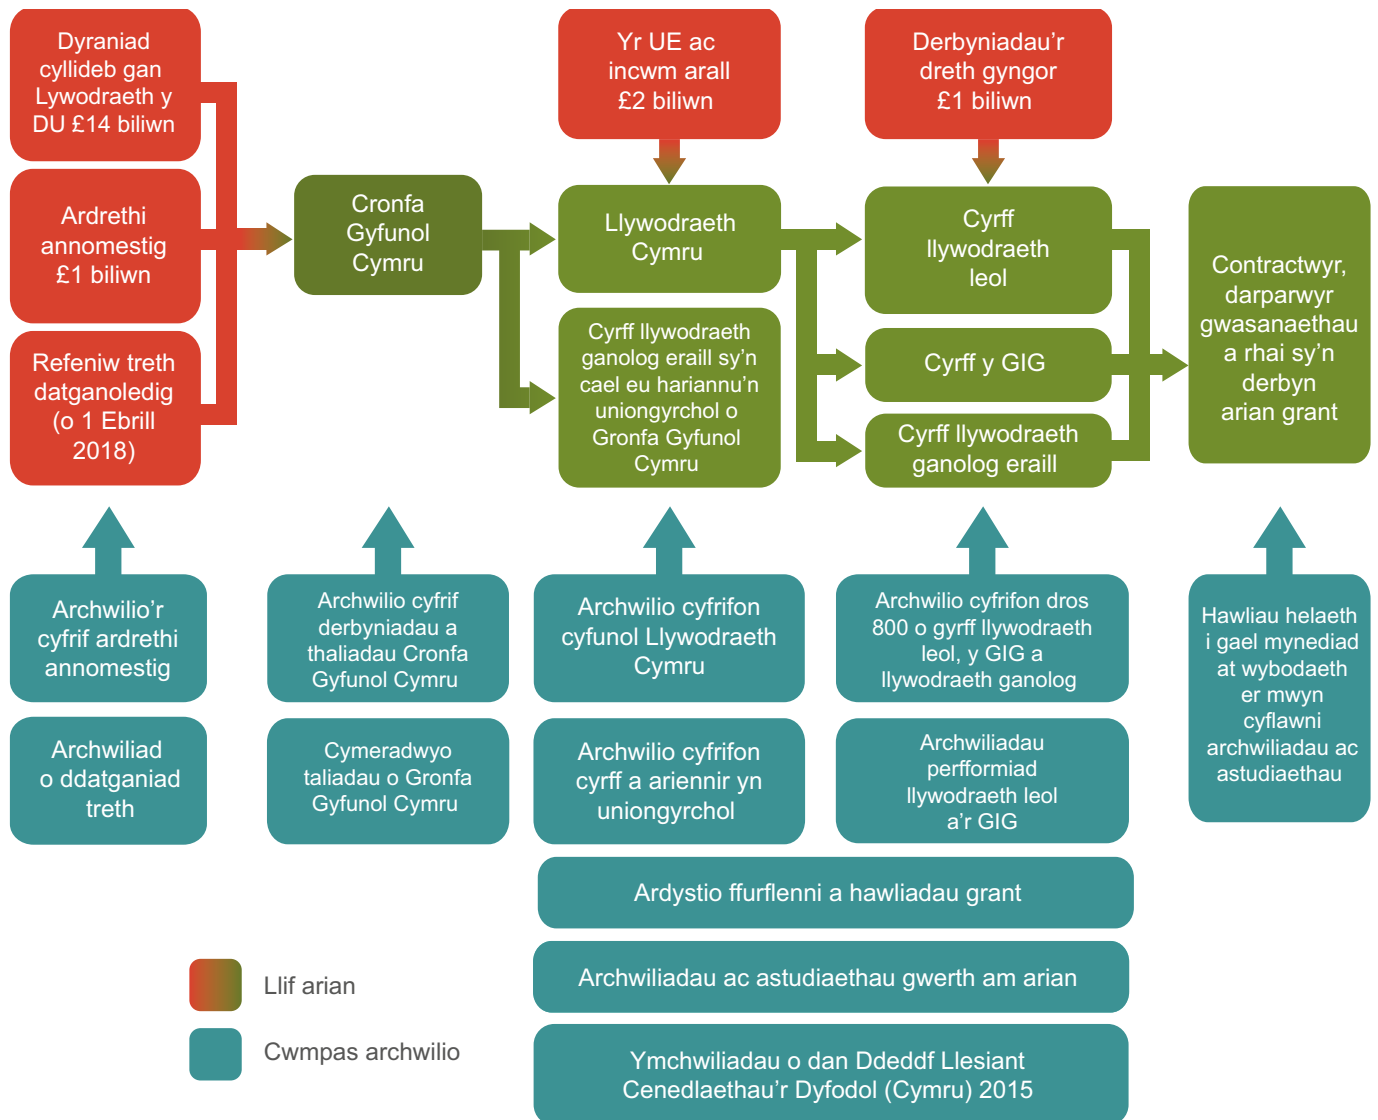 Dyraniad
cyllideb gan
Lywodraeth y
DU £14 biliwn
Ardrethi
annomestig
£1 biliwn
Refeniw treth
datganoledig
(o 1 Ebrill
2018)
Cronfa
Gyfunol
Cymru
Yr UE ac
incwm arall
£2 biliwn
Llywodraeth
Cymru
Cyrff llywodraeth
ganolog eraill sy’n
cael eu hariannu’n
uniongyrchol o
Gronfa Gyfunol
Cymru
Derbyniadau’r
dreth gyngor
£1 biliwn
Cyrff
llywodraeth
leol
Cyrff y GIG
Cyrff llywodraeth
ganolog eraill
Contractwyr,
darparwyr
gwasanaethau
a rhai sy’n
derbyn
arian grant
Archwilio’r
cyfrif ardrethi
annomestig
Archwiliad
o ddatganiad
treth
Archwilio cyfrif
derbyniadau a
thaliadau Cronfa
Gyfunol Cymru
Cymeradwyo
taliadau o Gronfa
Gyfunol Cymru
Archwilio cyfrifon
cyfunol Llywodraeth
Cymru
Archwilio cyfrifon
cyrff a ariennir yn
uniongyrchol
Archwilio cyfrifon dros
800 o gyrff llywodraeth
leol, y GIG a
llywodraeth ganolog
Archwiliadau
perfformiad
llywodraeth leol
a’r GIG
Hawliau helaeth
i gael mynediad
at wybodaeth
er mwyn
cyflawni
archwiliadau ac
astudiaethau
Ardystio ffurflenni a hawliadau grant
Archwiliadau ac astudiaethau gwerth am arian
Ymchwiliadau o dan Ddeddf Llesiant
Cenedlaethau’r Dyfodol (Cymru) 2015
Llif arian
Cwmpas archwilio